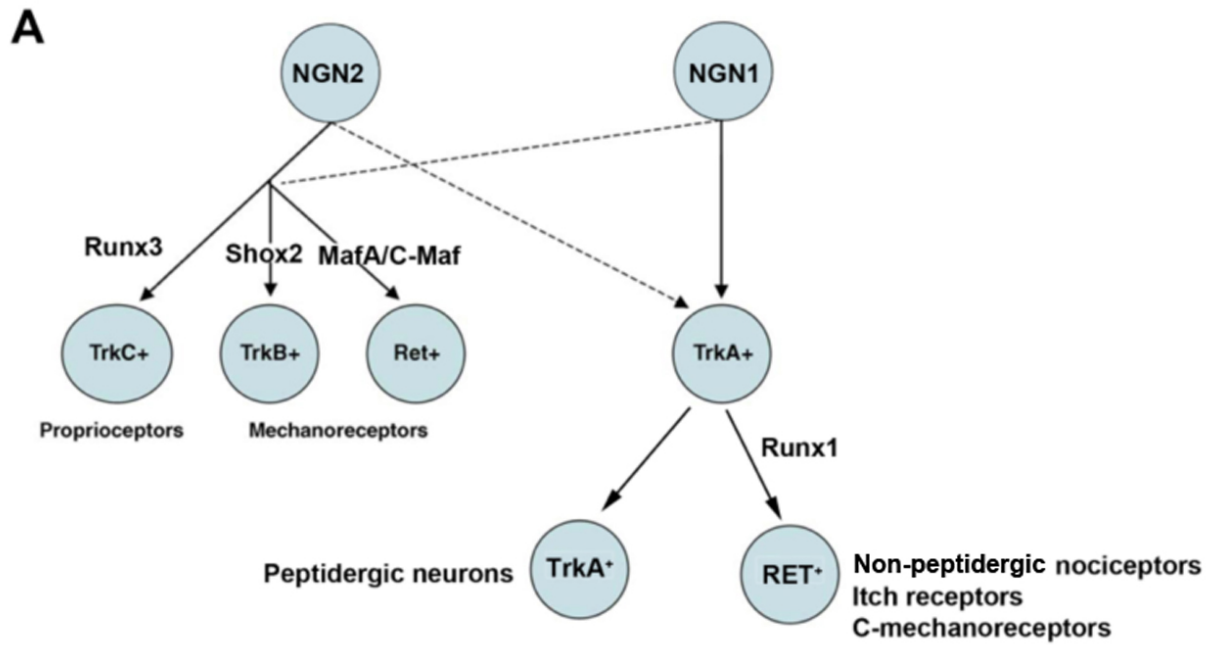 A
NGN2
NGN1
Runx3
Shox2
MafA/C-Maf
TrkC+
TrkB+
Ret+
TrkA+
Proprioceptors
Mechanoreceptors
Runx1
Peptidergic neurons
TrkA⁺
RET⁺
Non-peptidergic nociceptors
Itch receptors
C-mechanoreceptors